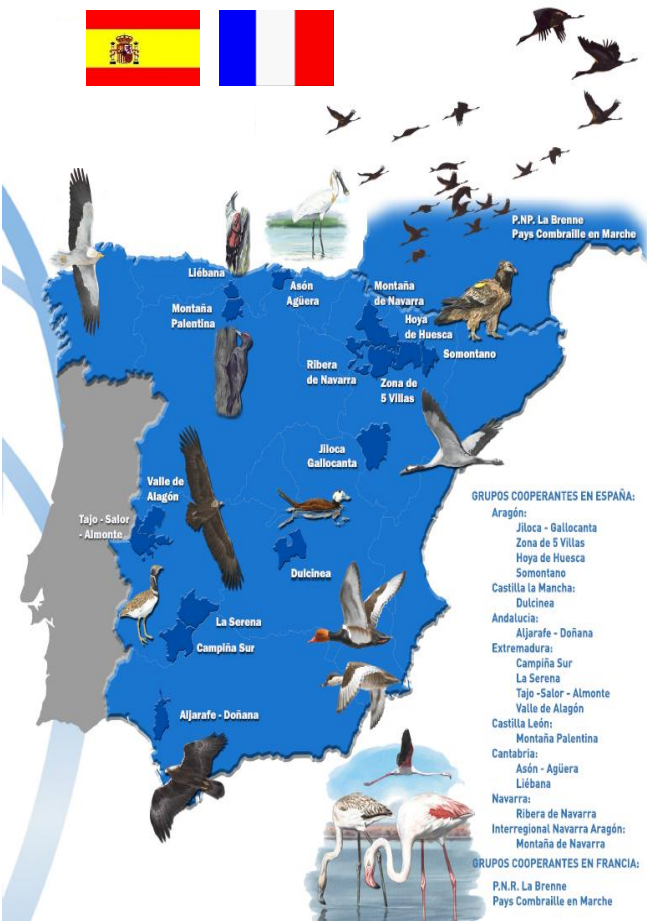 P.NP. La Brenne
Pays Combraille en Marche
Liébana
Asón
Agüera
Montaña
de Navarra
Montaña
Palentina
Hoya
de Huesca
Somontano
Ribera
de Navarra
Zona de
5 Villas
Jiloca
Gallocanta
Valle de
Alagón
Tajo - Salor
- Almonte
Dulcinea
La Serena
Campiña Sur
Aljarafe - Doñana
GRUPOS COOPERANTES EN ESPAÑA:
Aragón:
Jiloca - Gallocanta
Zona de 5 Villas
Hoya de Huesca
Somontano
Castilla la Mancha:
Dulcinea
Andalucia:
Aljarafe - Doñana
Extremadura:
Campiña Sur
La Serena
Tajo -Salor - Almonte
Valle de Alagón
Castilla León:
Montaña Palentina
Cantabria:
Asón - Agüera
Liébana
Navarra:
Ribera de Navarra
Interregional Navarra Aragón:
Montaña de Navarra
GRUPOS COOPERANTES EN FRANCIA:
P.N.R. La Brenne
Pays Combraille en Marche